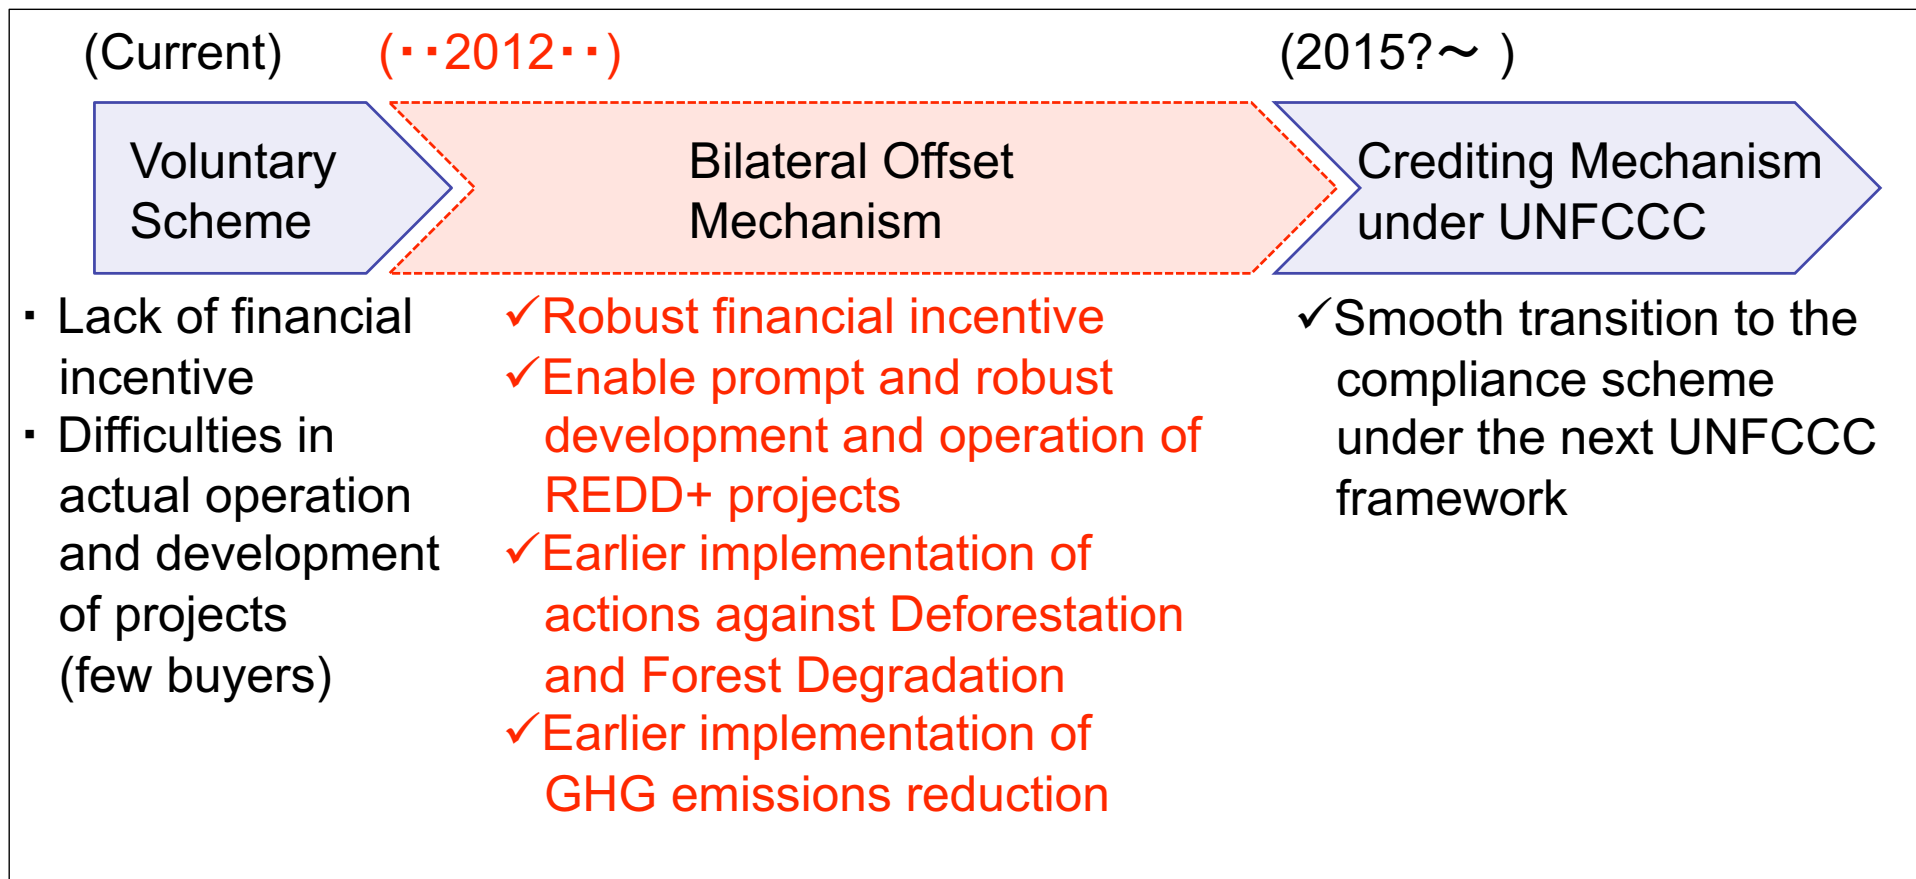 (Current)
(・・2012・・)
(2015?～ )
Voluntary
Scheme
Bilateral Offset
Mechanism
Crediting Mechanism
under UNFCCC
・Lack of financial
incentive
・Difficulties in
actual operation
and development
of projects
(few buyers)
✓Robust financial incentive
✓Enable prompt and robust
development and operation of
REDD+ projects
✓Earlier implementation of
actions against Deforestation
and Forest Degradation
✓Earlier implementation of
GHG emissions reduction
✓Smooth transition to the
compliance scheme
under the next UNFCCC
framework